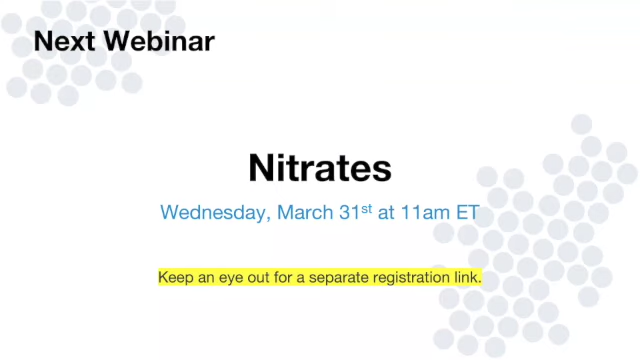 Next Webinar
Nitrates
Wednesday, March 31st at 11am ET
Keep an eye out for a separate registration link.